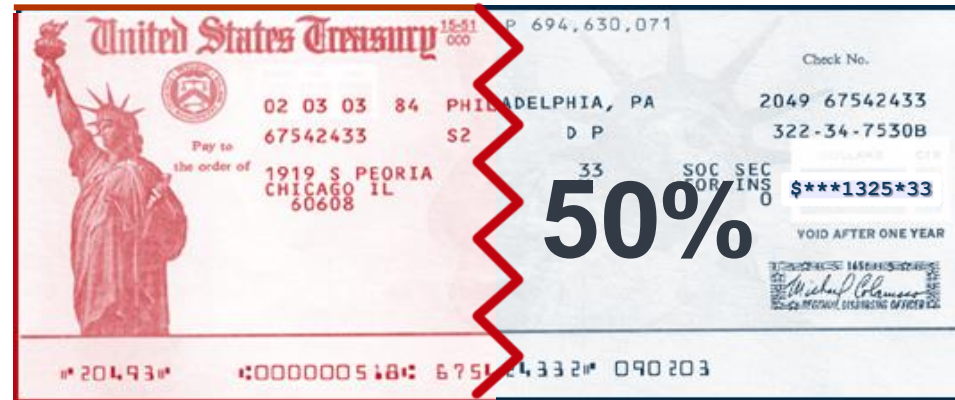 United States Treasury 15-51 000 P 694,630,071
Check No.
02 03 03 84 PHILADELPHIA, PA 2049 67542433
Pay to the order of
67542433 S2 D P 322-34-7530B
1919 S PEORIA 33 SOC SEC
CHICAGO IL FOR INS $***1325*33
60608 0
50%
VOID AFTER ONE YEAR
⑈20493⑈ ⑆000000518⑆ 675424332⑈ 090203